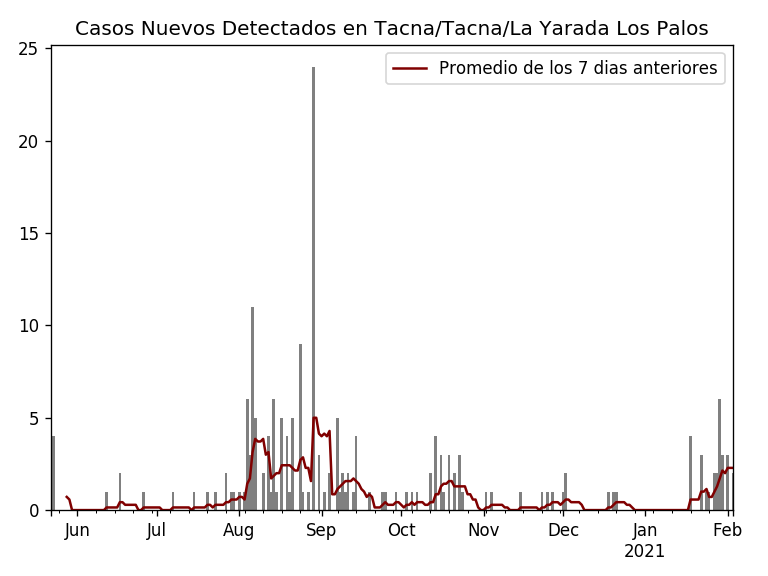 Casos Nuevos Detectados en Tacna/Tacna/La Yarada Los Palos
Promedio de los 7 dias anteriores
25
20
15
10
5
0
Jun Jul Aug Sep Oct Nov Dec Jan Feb
2021